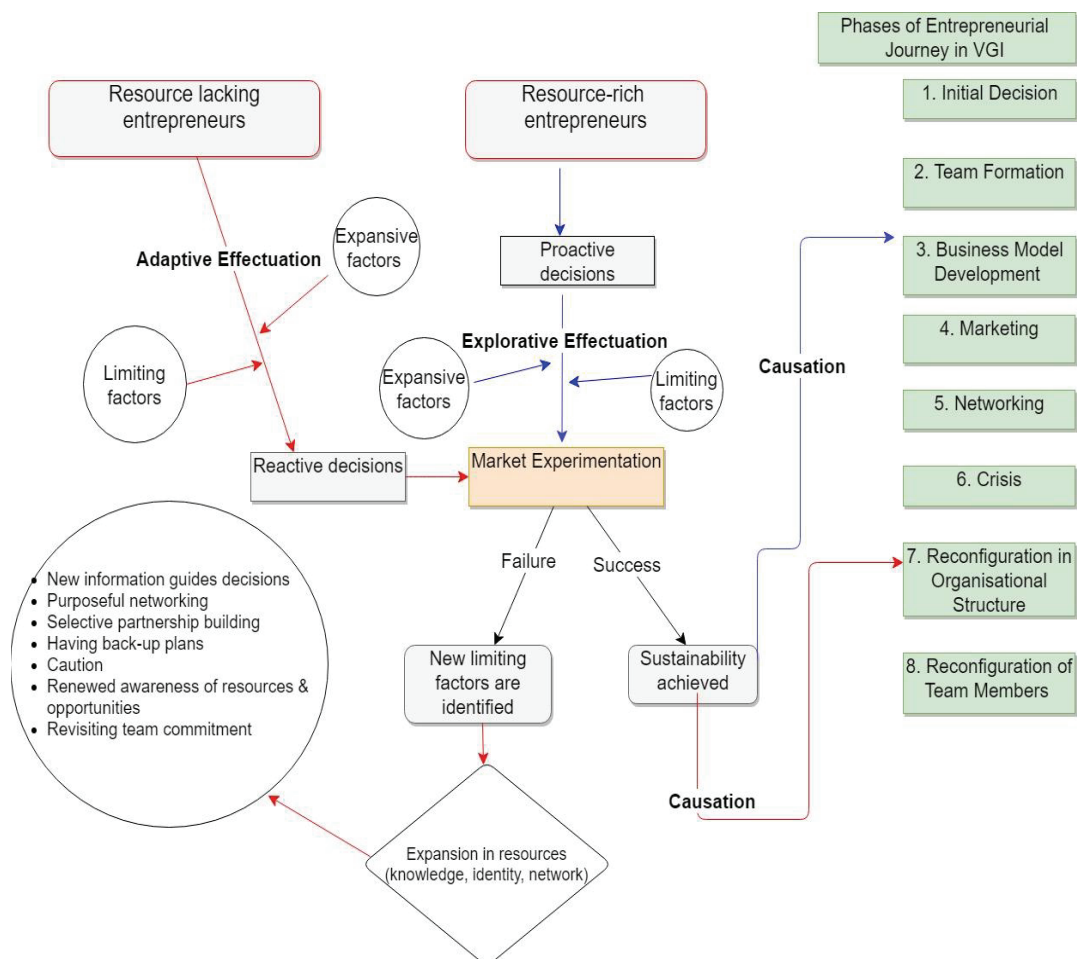 Phases of Entrepreneurial
Journey in VGI
Resource lacking
entrepreneurs
Resource-rich
entrepreneurs
1. Initial Decision
2. Team Formation
Expansive
factors
Adaptive Effectuation
Proactive
decisions
3. Business Model
Development
4. Marketing
Explorative Effectuation
Causation
Limiting
factors
Expansive
factors
Limiting
factors
5. Networking
Reactive decisions
Market Experimentation
6. Crisis
Failure
Success
7. Reconfiguration in
Organisational
Structure
• New information guides decisions
• Purposeful networking
• Selective partnership building
• Having back-up plans
• Caution
• Renewed awareness of resources &
opportunities
• Revisiting team commitment
New limiting
factors are
identified
Sustainability
achieved
8. Reconfiguration of
Team Members
Causation
Expansion in resources
(knowledge, identity, network)